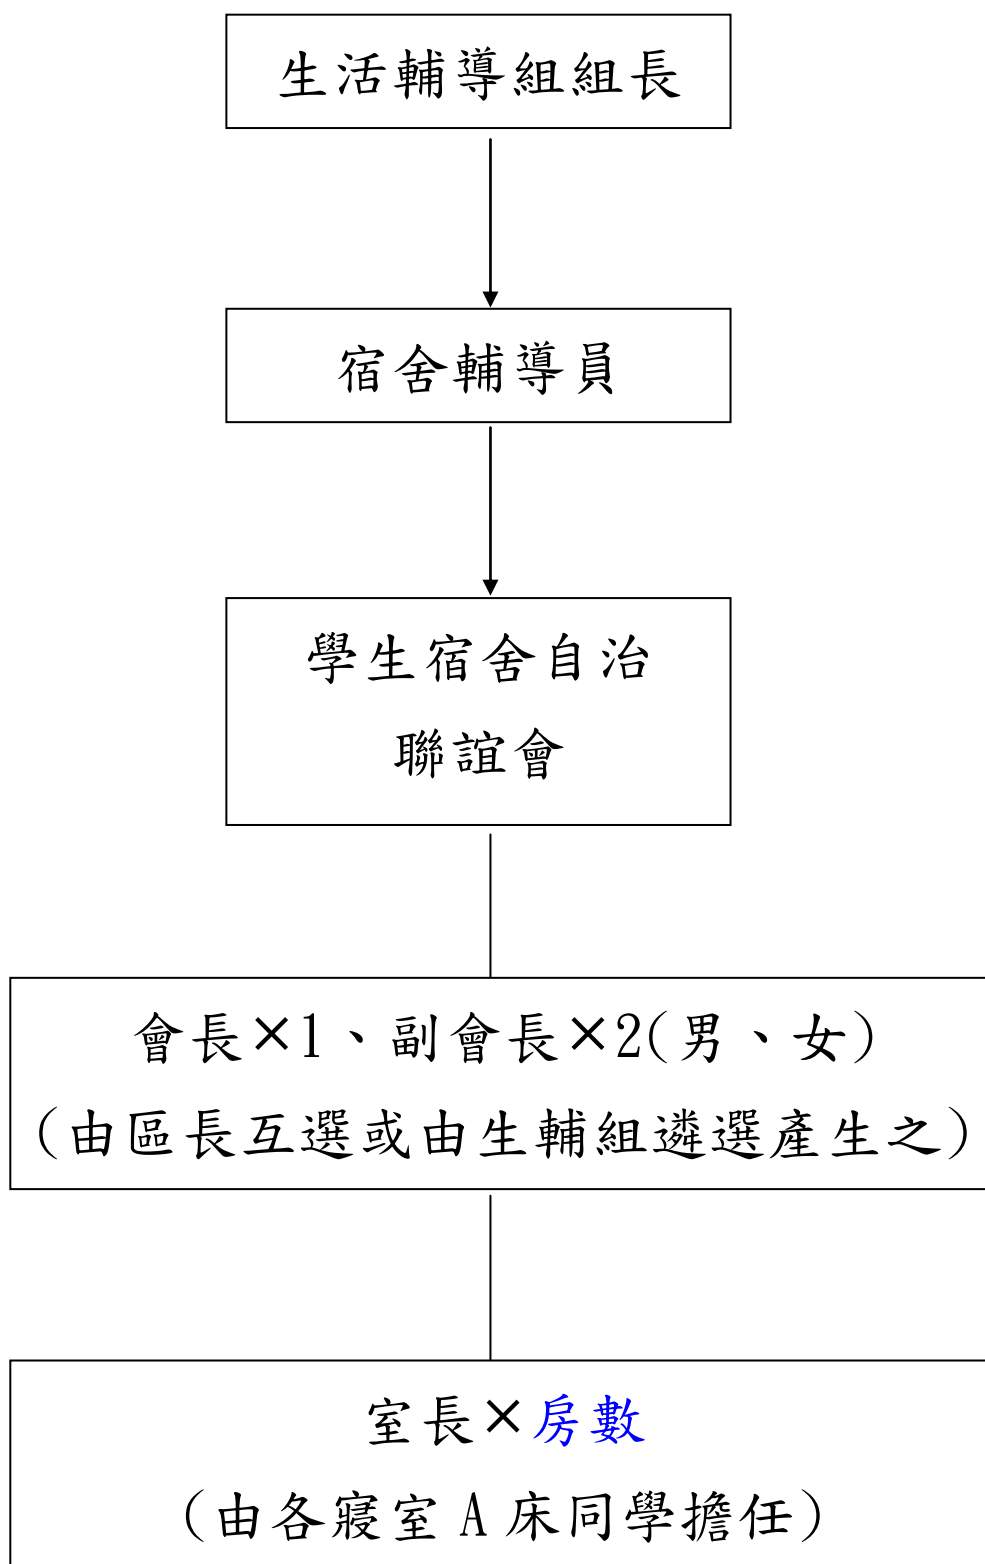 生活輔導組組長
宿舍輔導員
學生宿舍自治
聯誼會
會長×1、副會長×2(男、女)
(由區長互選或由生輔組遴選產生之)
室長×房數
(由各寢室 A 床同學擔任)